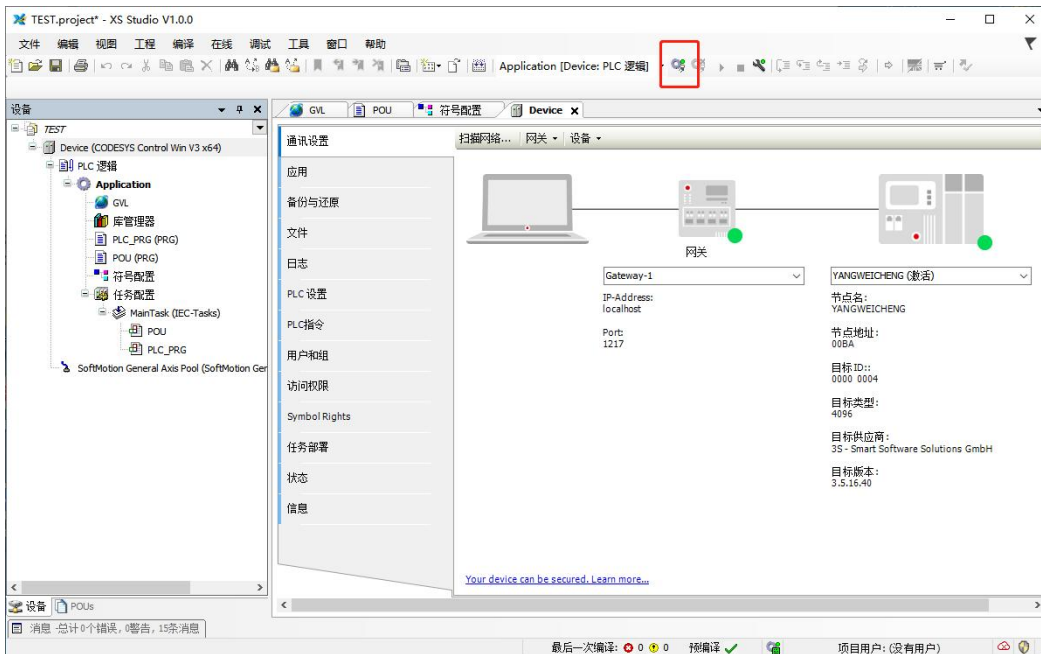 TEST.project* - XS Studio V1.0.0
文件 编辑 视图 工程 编译 在线 调试 工具 窗口 帮助
Application [Device: PLC 逻辑]
设备
GVL POU 符号配置 Device
TEST
Device (CODESYS Control Win V3 x64)
PLC 逻辑
Application
GVL
库管理器
PLC_PRG (PRG)
POU (PRG)
符号配置
任务配置
MainTask (IEC-Tasks)
POU
PLC_PRG
SoftMotion General Axis Pool (SoftMotion Ger
通讯设置
应用
备份与还原
文件
日志
PLC 设置
PLC指令
用户和组
访问权限
Symbol Rights
任务部署
状态
信息
扫描网络... 网关 设备
网关
Gateway-1
IP-Address:
localhost
Port:
1217
YANGWEICHENG (激活)
节点名:
YANGWEICHENG
节点地址:
00BA
目标ID::
0000 0004
目标类型:
4096
目标供应商:
3S - Smart Software Solutions GmbH
目标版本:
3.5.16.40
Your device can be secured. Learn more...
设备 POUs
消息 -总计0个错误, 0警告, 15条消息
最后一次编译: 0 0 预编译 项目用户: (没有用户)